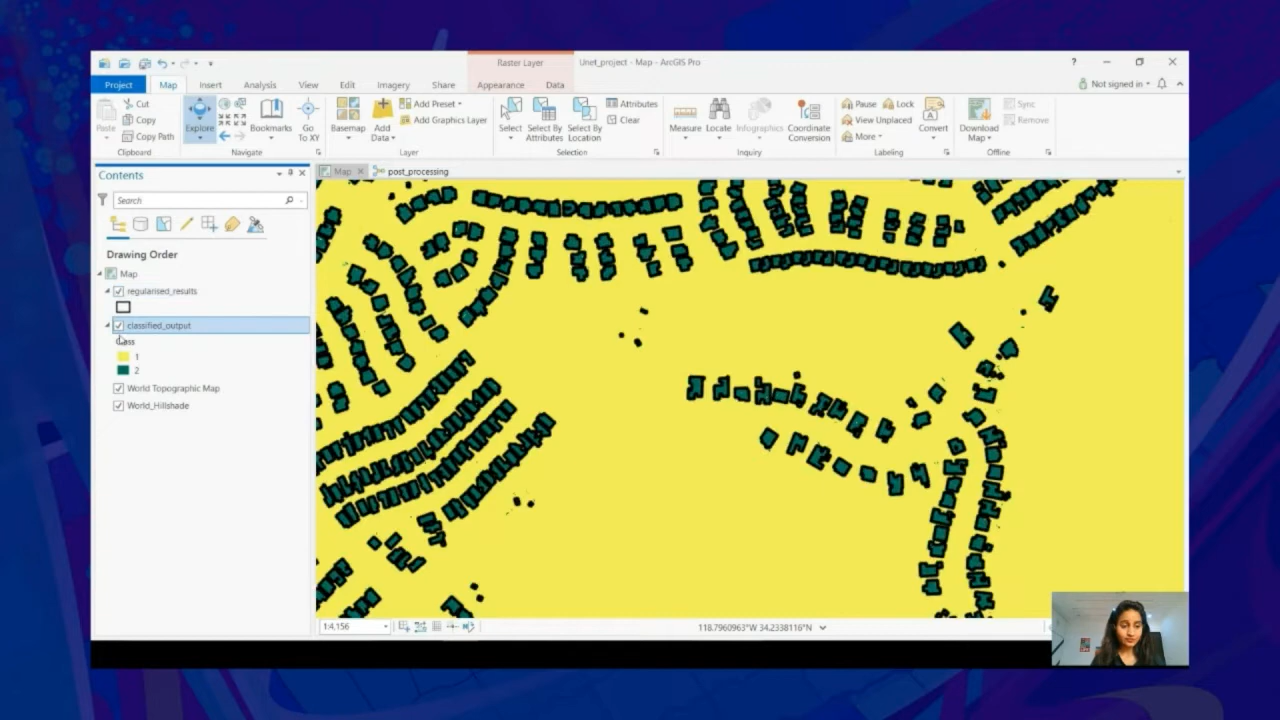 Raster Layer
Unet_project - Map - ArcGIS Pro
?
Project Map Insert Analysis View Edit Imagery Share Appearance Data
Not signed in
Paste
Cut
Copy
Copy Path
Clipboard
Explore
Bookmarks
Go To XY
Navigate
Basemap
Add Data
Add Preset
Add Graphics Layer
Layer
Select
Select By Attributes
Select By Location
Attributes
Clear
Selection
Measure
Locate
Infographics
Coordinate Conversion
Inquiry
Pause
Lock
View Unplaced
More
Convert
Labeling
Download Map
Sync
Remove
Offline
Contents
Map
post_processing
Search
Drawing Order
Map
regularised_results
classified_output
Class
1
2
World Topographic Map
World_Hillshade
1:4,156
118.7960963°W 34.2338116°N